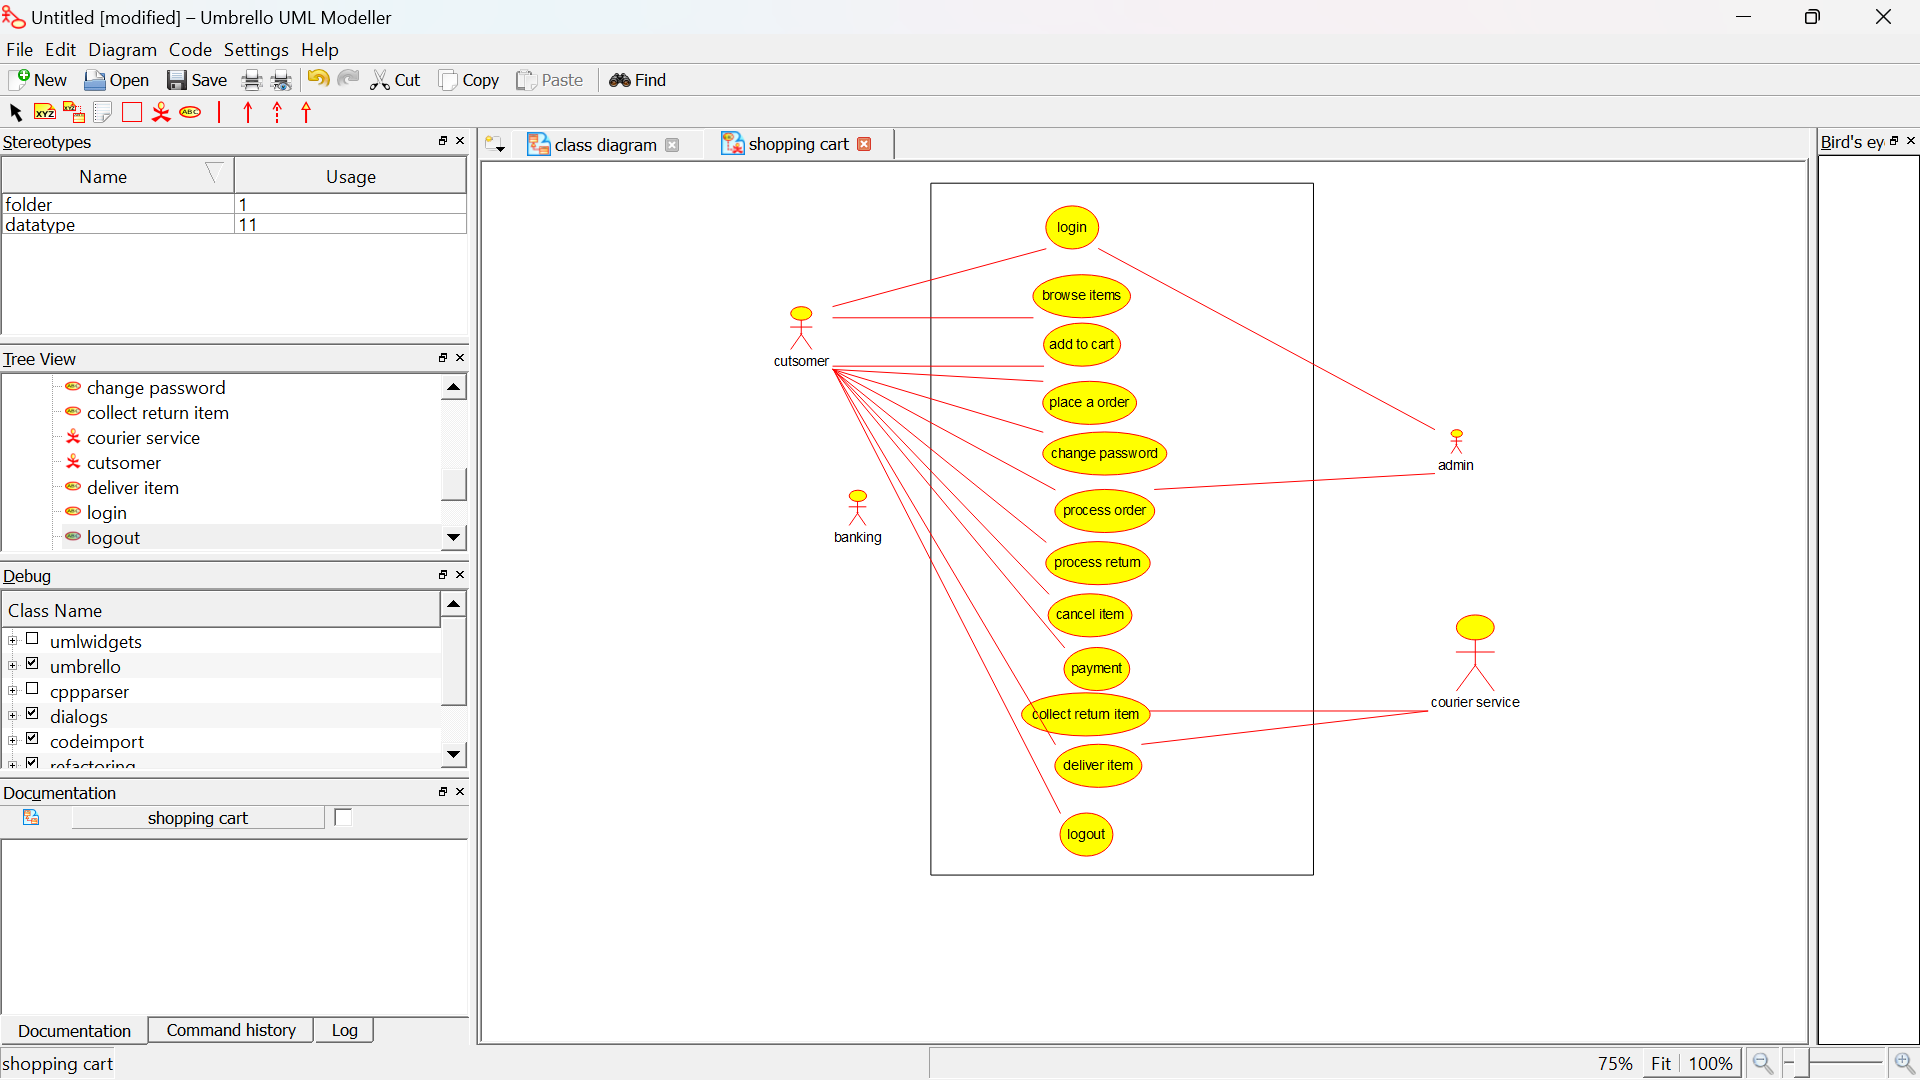 Untitled [modified] – Umbrello UML Modeller
File Edit Diagram Code Settings Help
New Open Save Cut Copy Paste Find
XYZ XYZ ABC
Stereotypes
Name Usage
folder 1
datatype 11
Tree View
change password
collect return item
courier service
cutsomer
deliver item
login
logout
Debug
Class Name
umlwidgets
umbrello
cppparser
dialogs
codeimport
refactoring
Documentation
shopping cart
Documentation Command history Log
shopping cart
class diagram shopping cart
login
browse items
add to cart
place a order
change password
process order
process return
cancel item
payment
collect return item
deliver item
logout
cutsomer
banking
admin
courier service
Bird's ey
75% Fit 100%